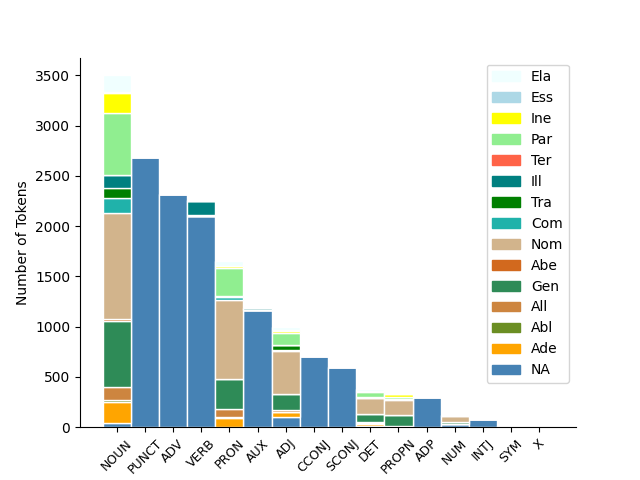 Number of Tokens
3500
3000
2500
2000
1500
1000
500
0
NOUN
PUNCT
ADV
VERB
PRON
AUX
ADJ
CCONJ
SCONJ
DET
PROPN
ADP
NUM
INTJ
SYM
X
Ela
Ess
Ine
Par
Ter
Ill
Tra
Com
Nom
Abe
Gen
All
Abl
Ade
NA